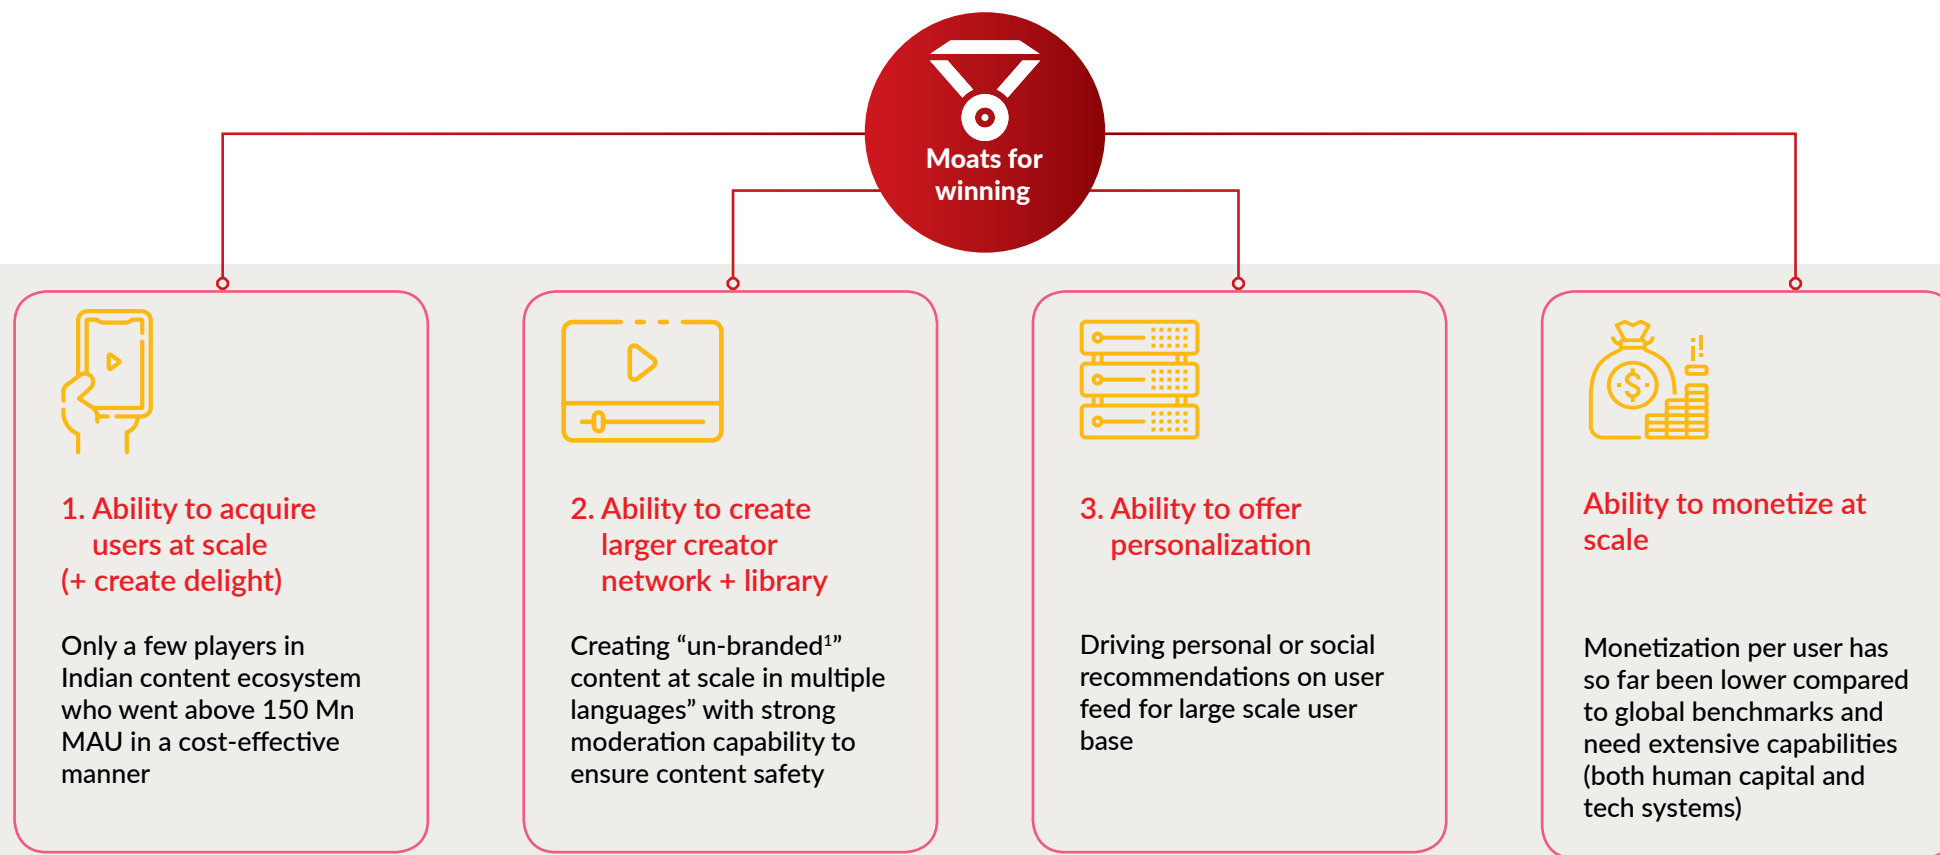 Moats for
winning
1. Ability to acquire
users at scale
(+ create delight)
Only a few players in
Indian content ecosystem
who went above 150 Mn
MAU in a cost-effective
manner
2. Ability to create
larger creator
network + library
Creating “un-branded¹”
content at scale in multiple
languages” with strong
moderation capability to
ensure content safety
3. Ability to offer
personalization
Driving personal or social
recommendations on user
feed for large scale user
base
Ability to monetize at
scale
Monetization per user has
so far been lower compared
to global benchmarks and
need extensive capabilities
(both human capital and
tech systems)